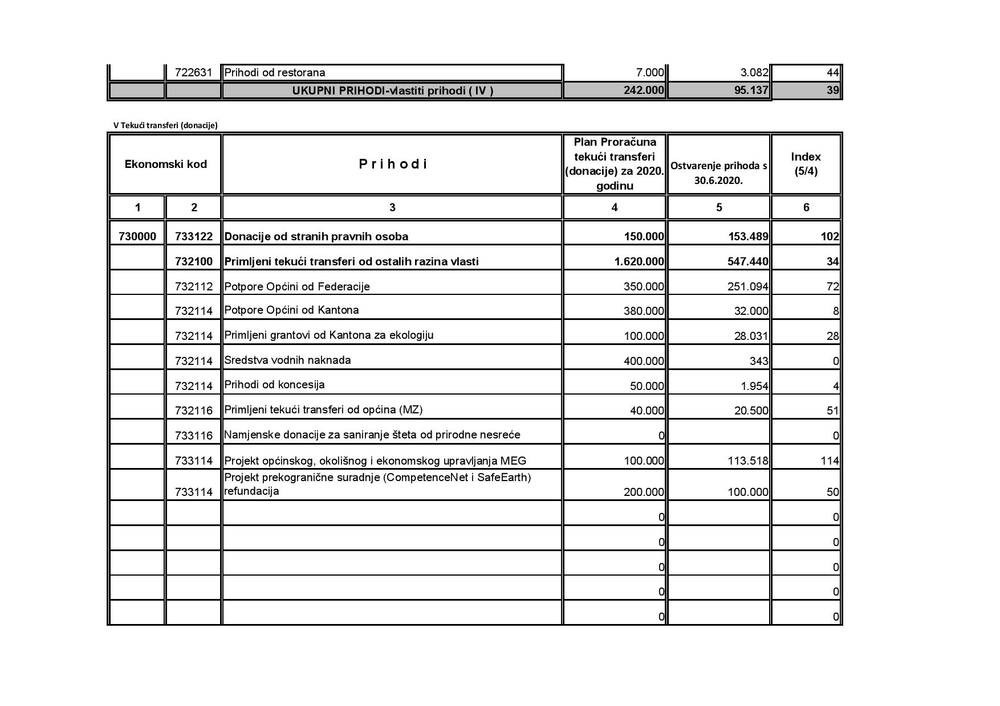 722631 Prihodi od restorana 7.000 3.082 44
UKUPNI PRIHODI-vlastiti prihodi ( IV ) 242.000 95.137 39
V Tekući transferi (donacije)
Ekonomski kod
P r i h o d i
Plan Proračuna
tekući transferi
(donacije) za 2020.
godinu
Ostvarenje prihoda s
30.6.2020.
Index
(5/4)
1 2 3 4 5 6
730000 733122 Donacije od stranih pravnih osoba 150.000 153.489 102
732100 Primljeni tekući transferi od ostalih razina vlasti 1.620.000 547.440 34
732112 Potpore Općini od Federacije 350.000 251.094 72
732114 Potpore Općini od Kantona 380.000 32.000 8
732114 Primljeni grantovi od Kantona za ekologiju 100.000 28.031 28
732114 Sredstva vodnih naknada 400.000 343 0
732114 Prihodi od koncesija 50.000 1.954 4
732116 Primljeni tekući transferi od općina (MZ) 40.000 20.500 51
733116 Namjenske donacije za saniranje šteta od prirodne nesreće 0 0
733114 Projekt općinskog, okolišnog i ekonomskog upravljanja MEG 100.000 113.518 114
Projekt prekogranične suradnje (CompetenceNet i SafeEarth)
733114 refundacija 200.000 100.000 50
0 0
0 0
0 0
0 0
0 0